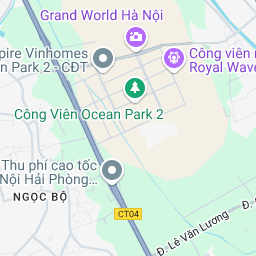 Grand World Hà Nội
pire Vinhomes
n Park 2 - CĐT
Công viên n
Royal Wave
Công Viên Ocean Park 2
Thu phí cao tốc
Nội Hải Phòng...
NGỌC BỘ
CT04
Đ. Lê Văn Lương
Đ.